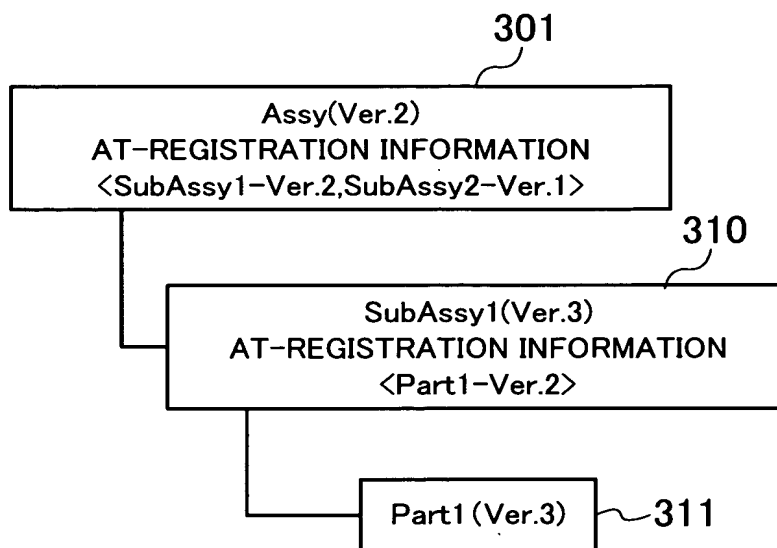 301
Assy(Ver.2)
AT-REGISTRATION INFORMATION
<SubAssy1-Ver.2,SubAssy2-Ver.1>
310
SubAssy1(Ver.3)
AT-REGISTRATION INFORMATION
<Part1-Ver.2>
Part1(Ver.3)
311